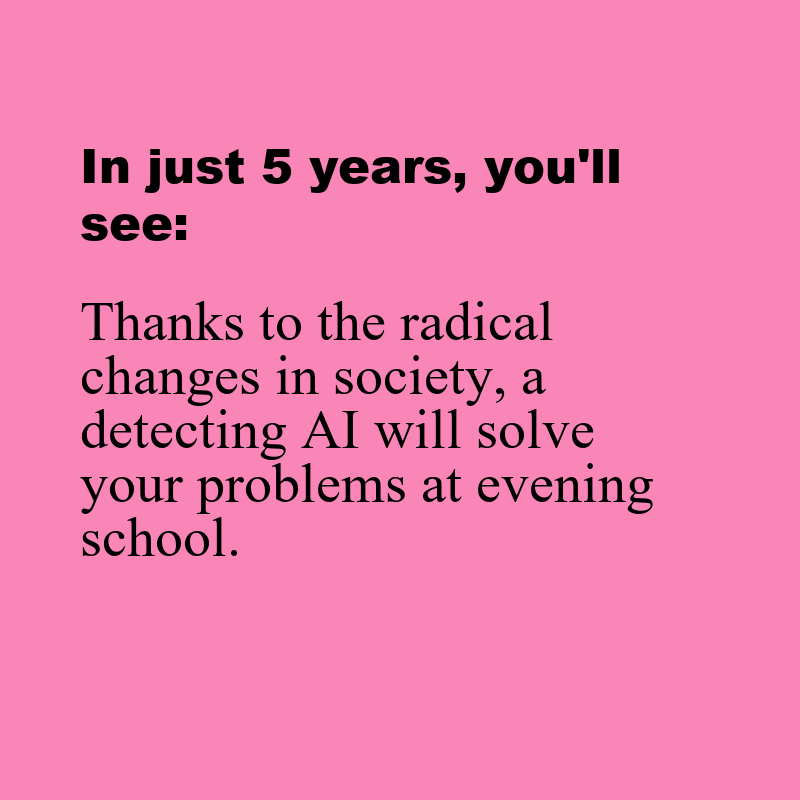 In just 5 years, you'll
see:
Thanks to the radical
changes in society, a
detecting AI will solve
your problems at evening
school.